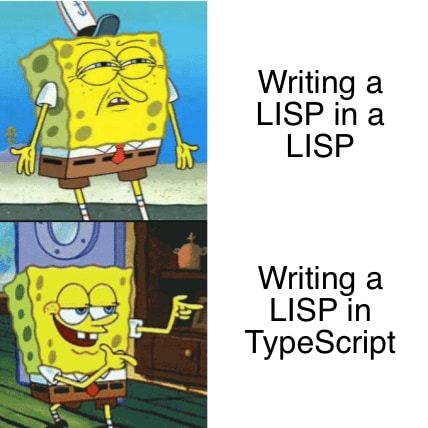 Writing a
LISP in a
LISP
Writing a
LISP in
TypeScript